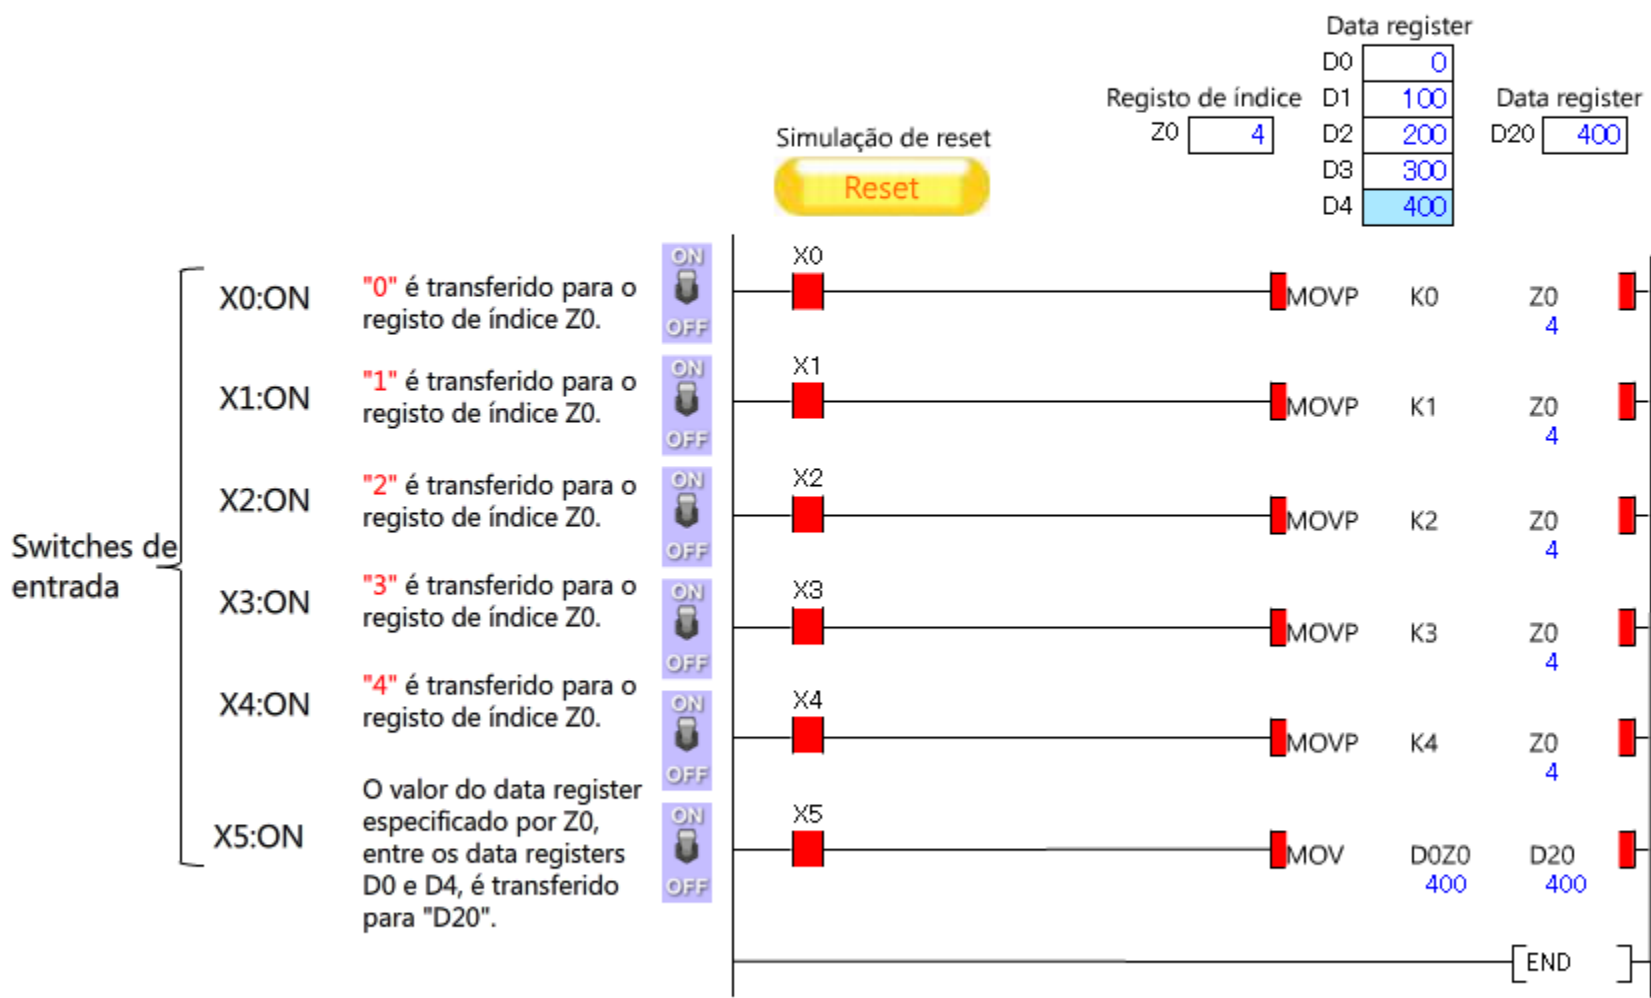 Data register
D0 0
Registo de índice D1 100 Data register
Simulação de reset Z0 4 D2 200 D20 400
Reset D3 300
D4 400
Switches de
entrada
X0:ON "0" é transferido para o
registo de índice Z0.
ON
OFF
X0
MOVP K0 Z0
4
X1:ON "1" é transferido para o
registo de índice Z0.
ON
OFF
X1
MOVP K1 Z0
4
X2:ON "2" é transferido para o
registo de índice Z0.
ON
OFF
X2
MOVP K2 Z0
4
X3:ON "3" é transferido para o
registo de índice Z0.
ON
OFF
X3
MOVP K3 Z0
4
X4:ON "4" é transferido para o
registo de índice Z0.
ON
OFF
X4
MOVP K4 Z0
4
X5:ON O valor do data register
especificado por Z0,
entre os data registers
D0 e D4, é transferido
para "D20".
ON
OFF
X5
MOV D0Z0 D20
400 400
END